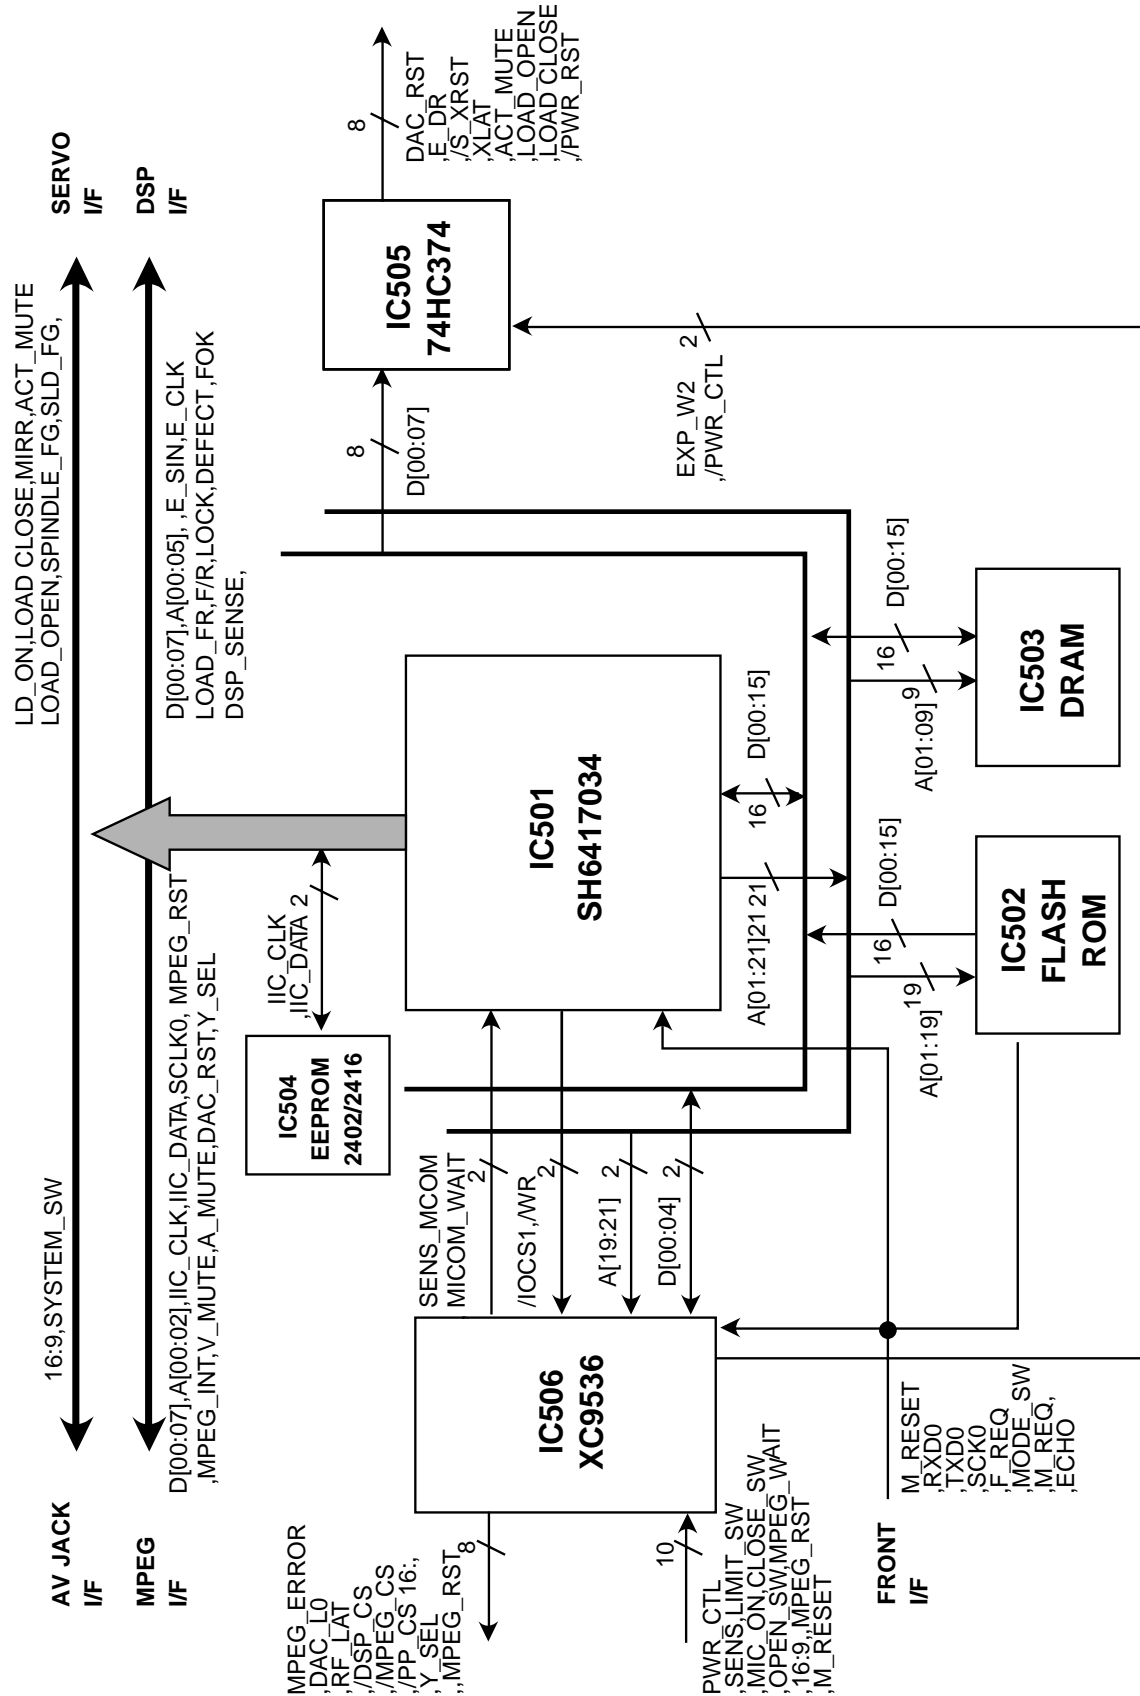 AV JACK
I/F
16:9,SYSTEM_SW
LD_ON,LOAD CLOSE,MIRR,ACT_MUTE
LOAD_OPEN,SPINDLE_FG,SLD_FG,
SERVO
I/F
MPEG
I/F
D[00:07],A[00:02],IIC_CLK,IIC_DATA,SCLK0, MPEG_RST
,MPEG_INT,V_MUTE,A_MUTE,DAC_RST,Y_SEL
D[00:07],A[00:05], ,E_SIN,E_CLK
LOAD_FR,F/R,LOCK,DEFECT,FOK
DSP_SENSE,
DSP
I/F
IC504
EEPROM
2402/2416
IIC_CLK
,IIC_DATA
2
MPEG_ERROR
,DAC_L0
,RF_LAT
,/DSP_CS
,/MPEG_CS
,/PP_CS 16:,
,Y_SEL
,,MPEG_RST
8
IC506
XC9536
10
PWR_CTL
,SENS,LIMIT_SW
,MIC_ON,CLOSE_SW
,OPEN_SW,MPEG_WAIT
,16:9,,MPEG_RST
,M_RESET
SENS_MCOM
MICOM_WAIT
2
/IOCS1,/WR
2
A[19:21]
2
D[00:04]
2
IC501
SH6417034
A[01:21]21
21
16
D[00:15]
8
D[00:07]
IC505
74HC374
8
DAC_RST
,E_DR
,/S_XRST
,XLAT
,ACT_MUTE
,LOAD_OPEN
,LOAD_CLOSE
,/PWR_RST
EXP_W2
,/PWR_CTL
2
A[01:19]
19
16
D[00:15]
IC502
FLASH
ROM
A[01:09]
9
16
D[00:15]
IC503
DRAM
FRONT
I/F
M_RESET
,RXD0
,TXD0
,SCK0
,F_REQ
,MODE_SW
,M_REQ,
,ECHO